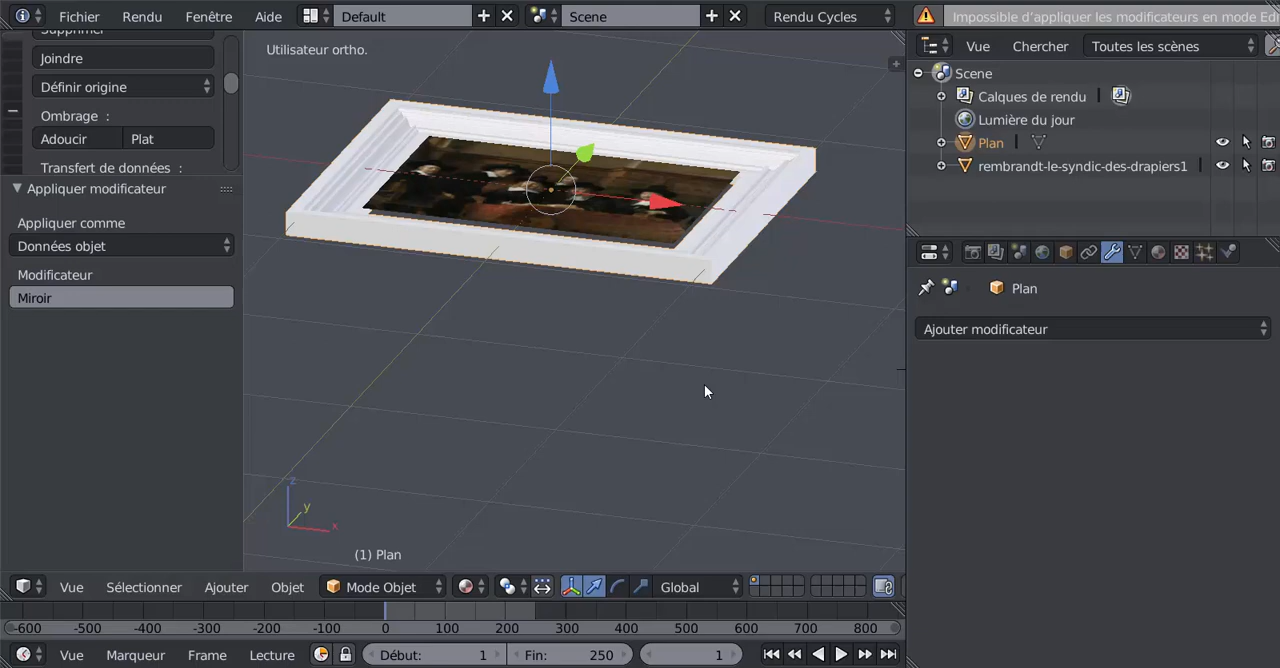 Fichier Rendu Fenêtre Aide Default Scene Rendu Cycles Impossible d'appliquer les modificateurs en mode Edi
Supprimer
Joindre
Définir origine
Ombrage :
Adoucir Plat
Transfert de données :
Appliquer modificateur
Appliquer comme
Données objet
Modificateur
Miroir
Utilisateur ortho.
z
y
x
(1) Plan
Vue Chercher Toutes les scènes
Scene
Calques de rendu
Lumière du jour
Plan
rembrandt-le-syndic-des-drapiers1
Plan
Ajouter modificateur
Vue Sélectionner Ajouter Objet Mode Objet Global
-600 -500 -400 -300 -200 -100 0 100 200 300 400 500 600 700 800
Vue Marqueur Frame Lecture Début: 1 Fin: 250 1